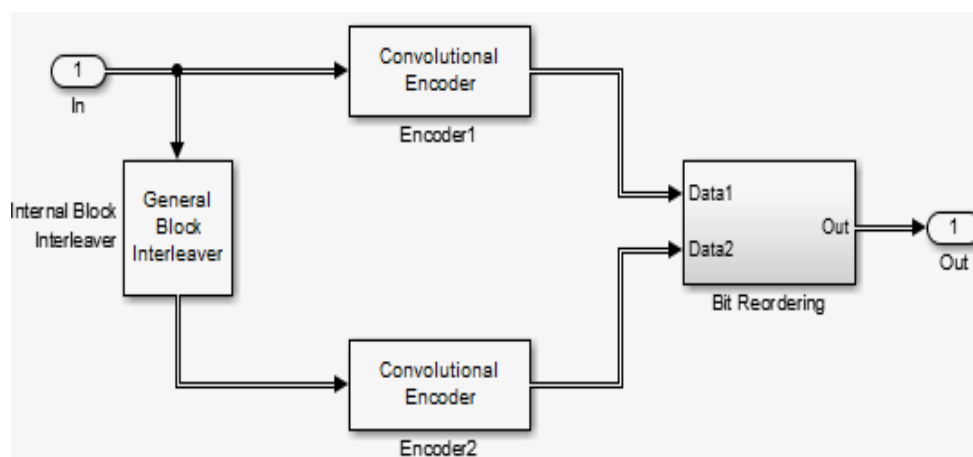 1
In
Convolutional
Encoder
Encoder1
Internal Block
Interleaver
General
Block
Interleaver
Data1
Data2
Out
Bit Reordering
1
Out
Convolutional
Encoder
Encoder2